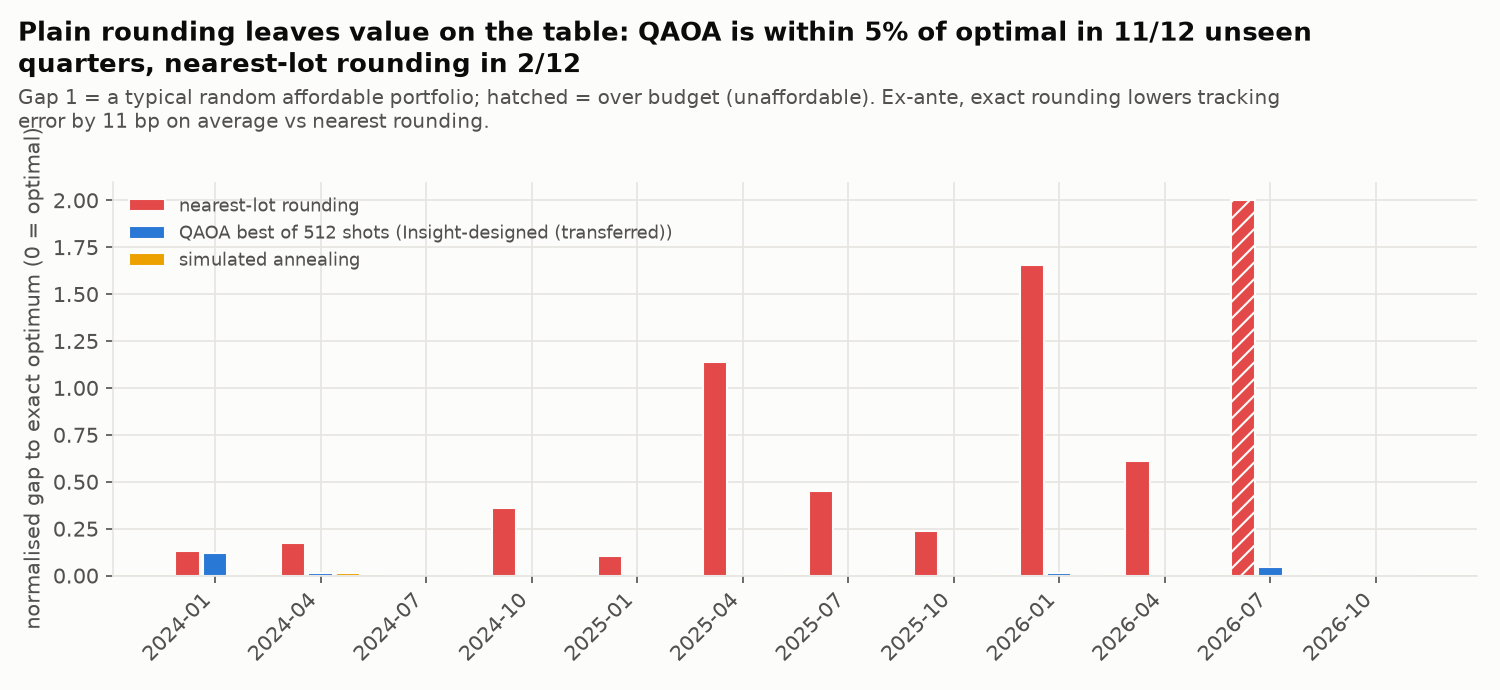 Plain rounding leaves value on the table: QAOA is within 5% of optimal in 11/12 unseen
quarters, nearest-lot rounding in 2/12
Gap 1 = a typical random affordable portfolio; hatched = over budget (unaffordable). Ex-ante, exact rounding lowers tracking
error by 11 bp on average vs nearest rounding.
normalised gap to exact optimum (0 = optimal)
2.00
1.75
1.50
1.25
1.00
0.75
0.50
0.25
0.00
nearest-lot rounding
QAOA best of 512 shots (Insight-designed (transferred))
simulated annealing
2024-01
2024-04
2024-07
2024-10
2025-01
2025-04
2025-07
2025-10
2026-01
2026-04
2026-07
2026-10